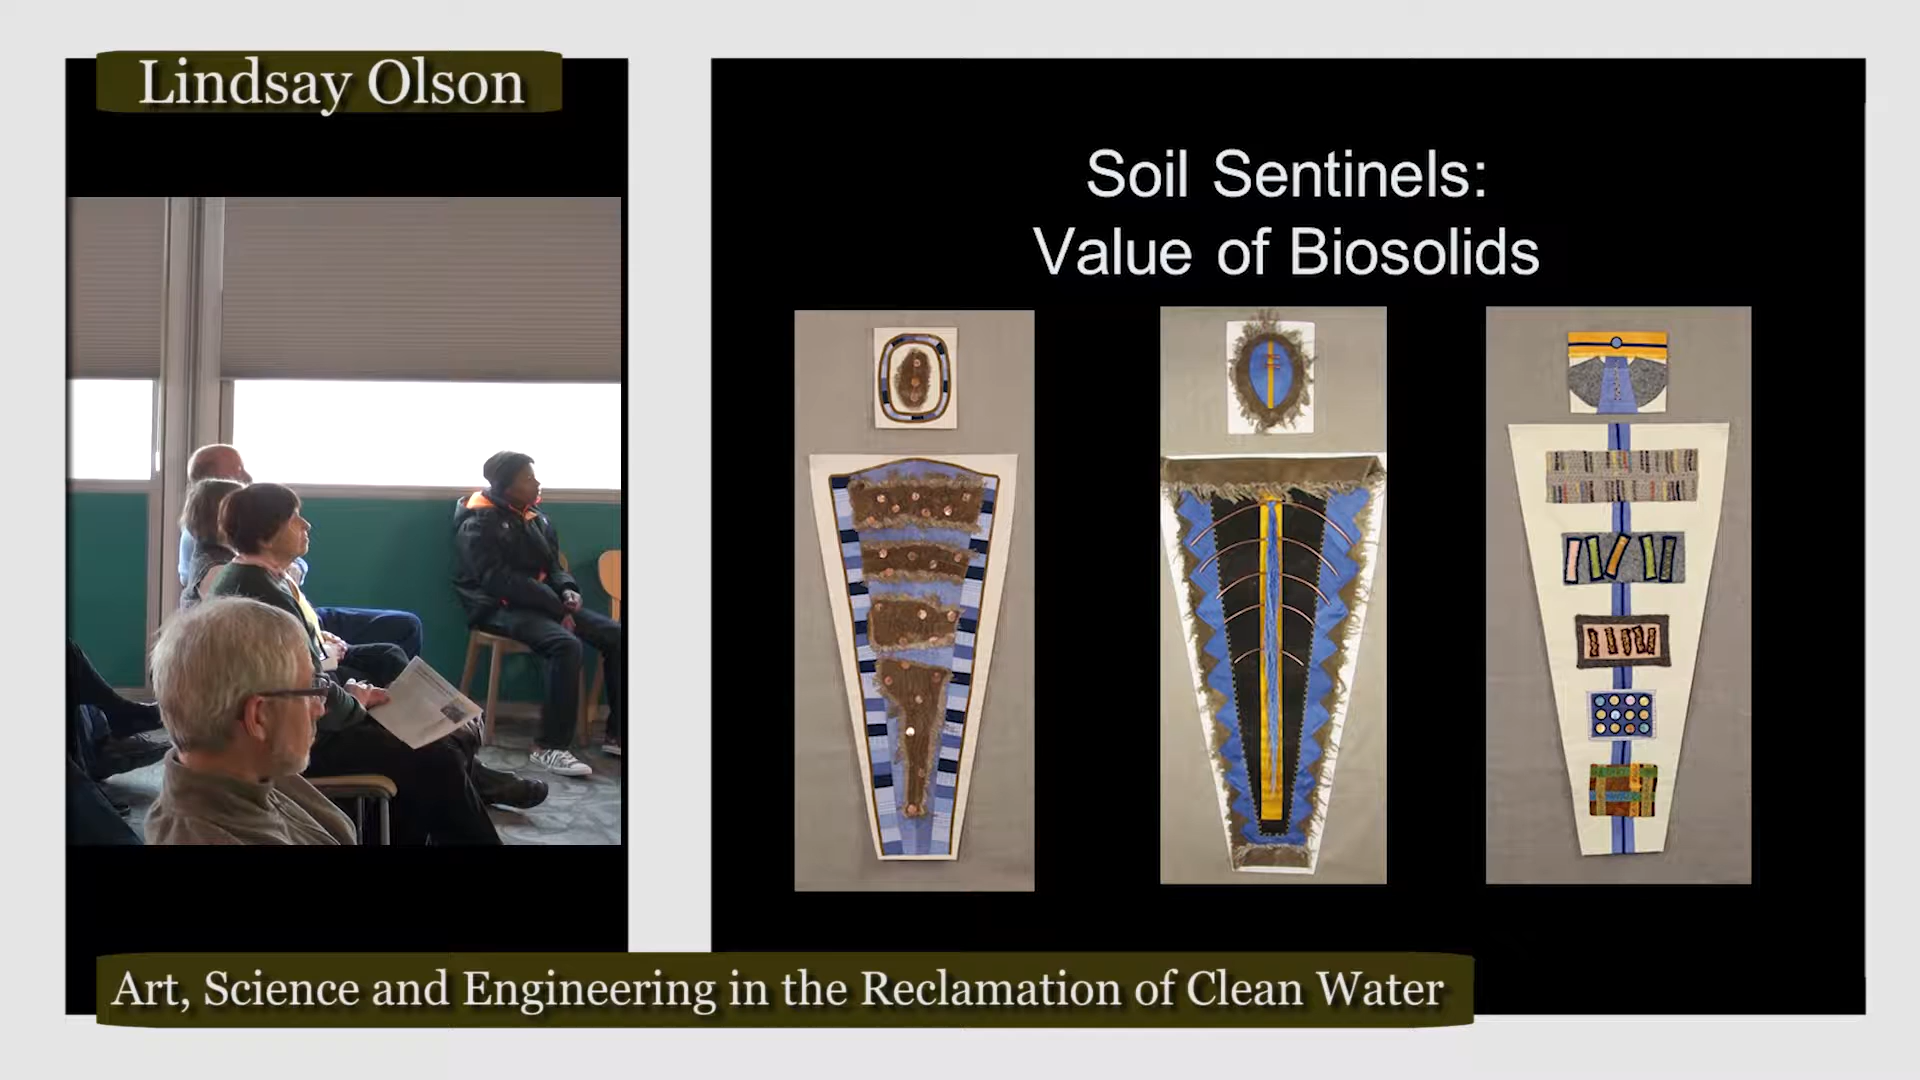 Lindsay Olson
Soil Sentinels:
Value of Biosolids
Art, Science and Engineering in the Reclamation of Clean Water